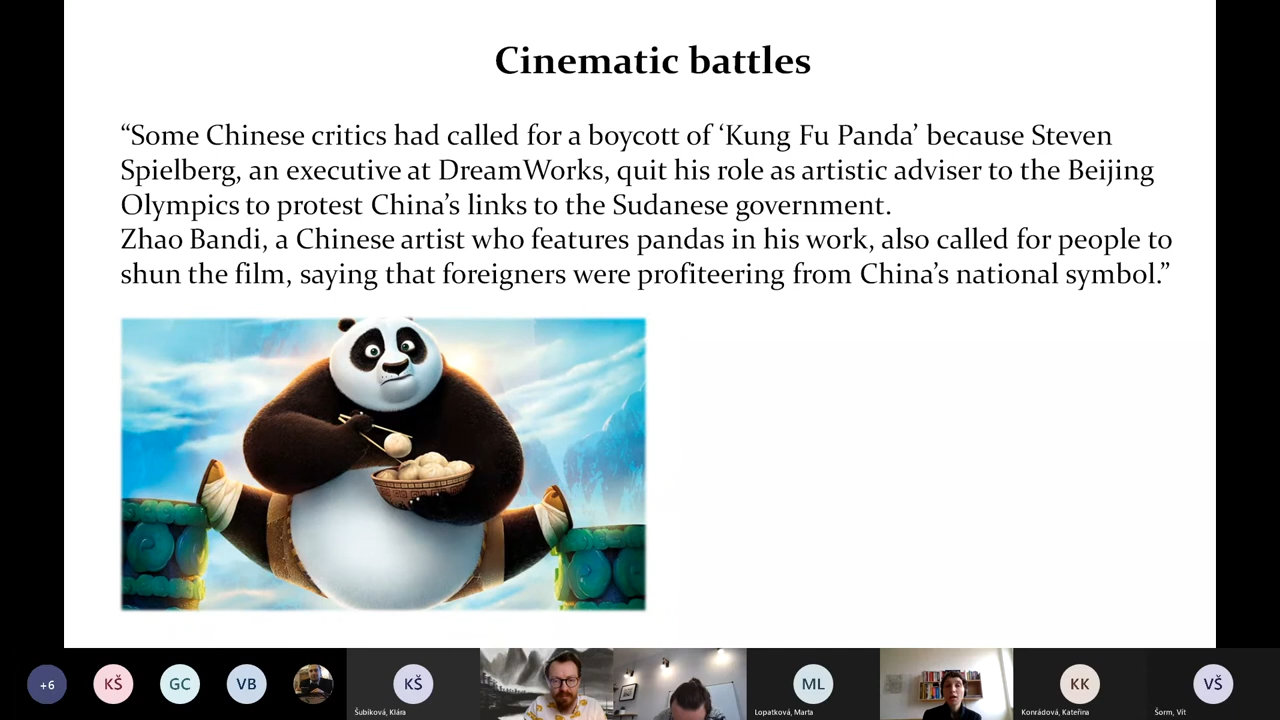 Cinematic battles
“Some Chinese critics had called for a boycott of ‘Kung Fu Panda’ because Steven
Spielberg, an executive at DreamWorks, quit his role as artistic adviser to the Beijing
Olympics to protest China’s links to the Sudanese government.
Zhao Bandi, a Chinese artist who features pandas in his work, also called for people to
shun the film, saying that foreigners were profiteering from China’s national symbol.”
+6
KŠ
GC
VB
KŠ
Šubíková, Klára
ML
Lopatková, Marta
KK
Konrádová, Kateřina
VŠ
Šorm, Vít